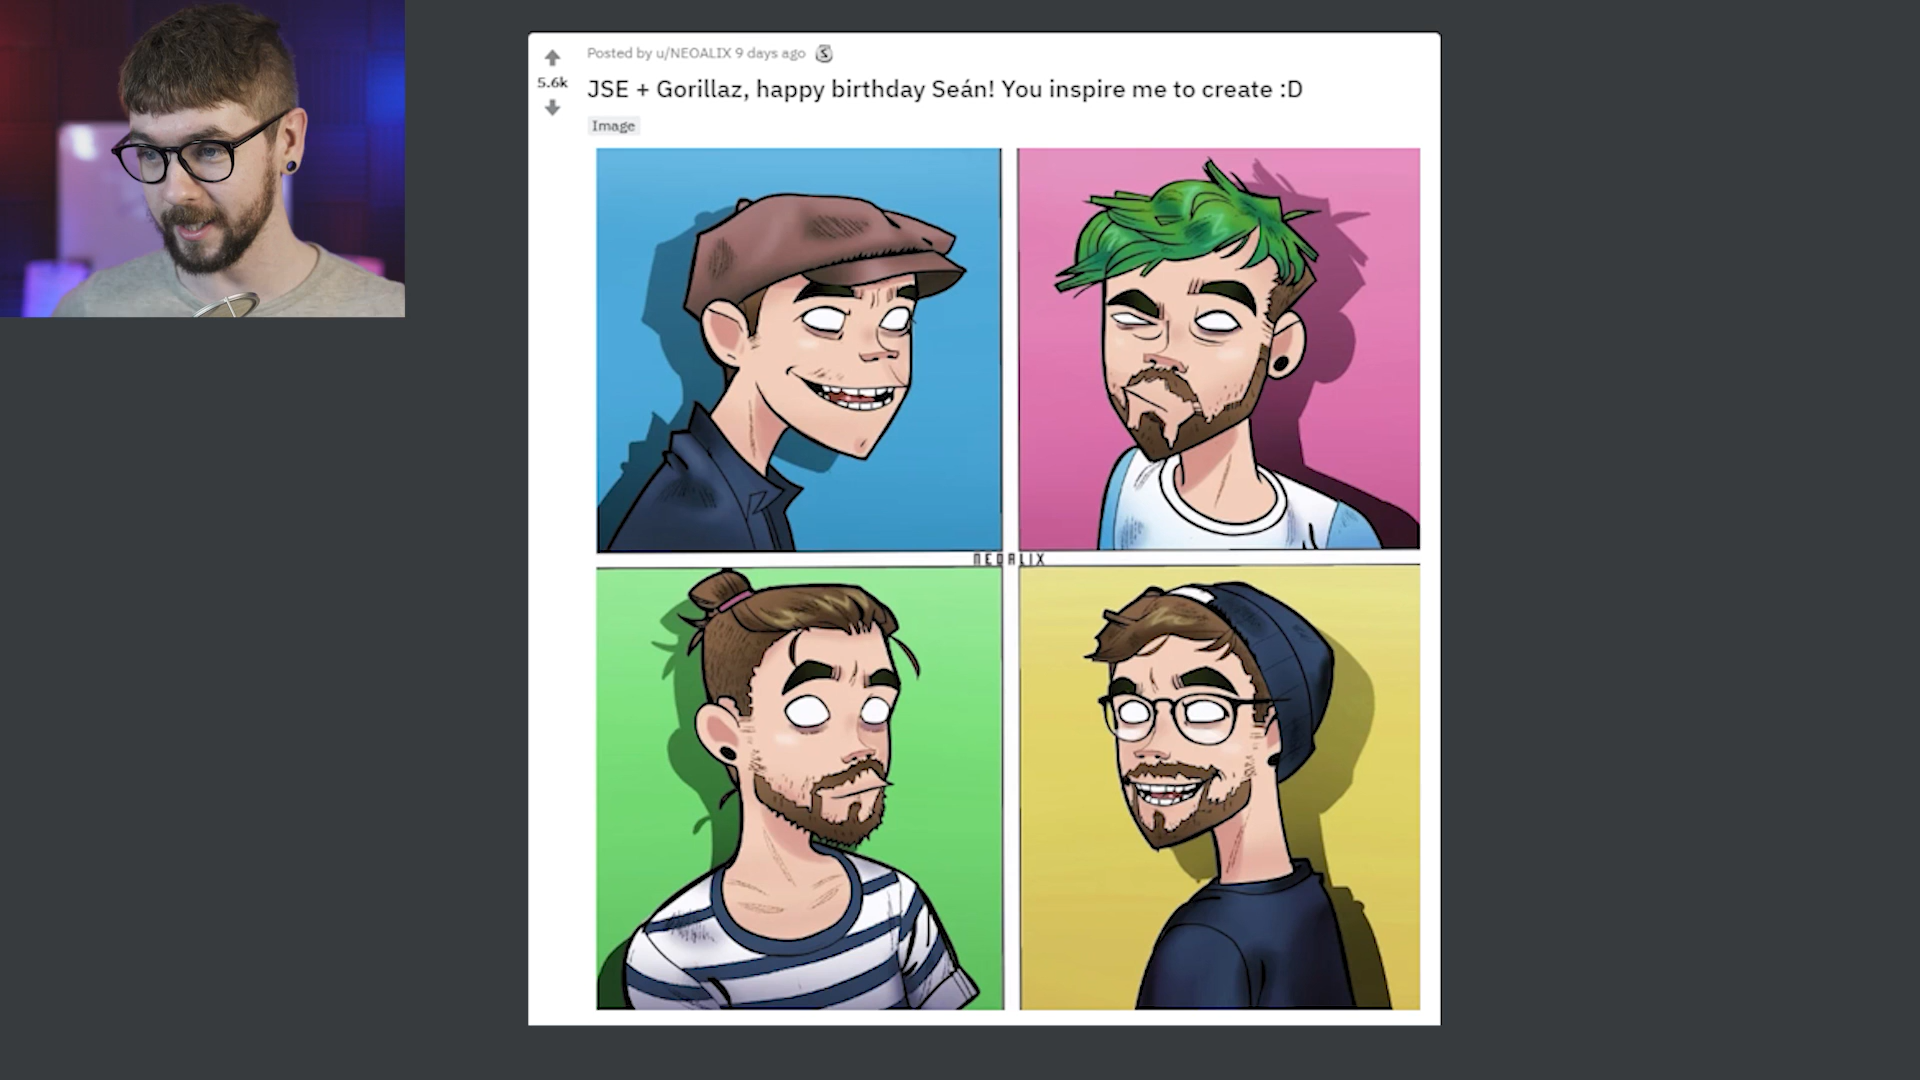 Posted by u/NEOALIX 9 days ago
5.6k
JSE + Gorillaz, happy birthday Seán! You inspire me to create :D
Image
NEOALIX